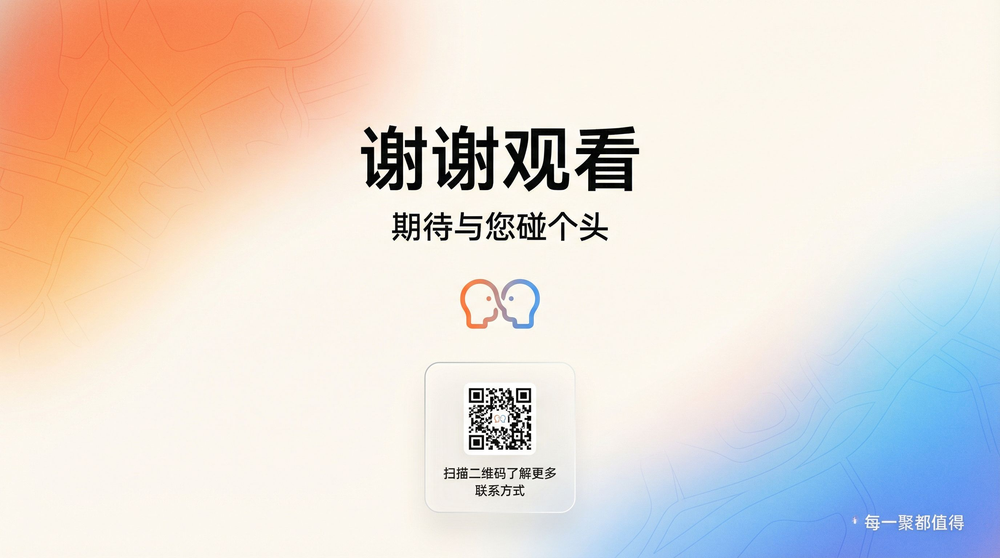 谢谢观看
期待与您碰个头
扫描二维码了解更多
联系方式
每一聚都值得